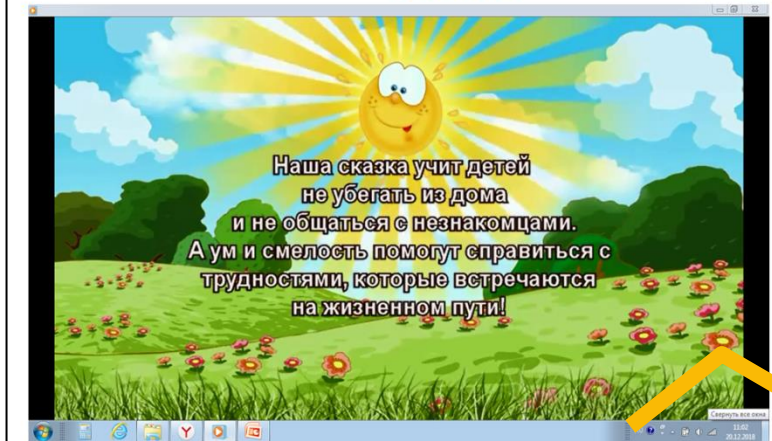 Наша сказка учит детей
не убегать из дома
и не общаться с незнакомцами.
А ум и смелость помогут справиться с
трудностями, которые встречаются
на жизненном пути!
Свернуть все окна
11:02
20.12.2018